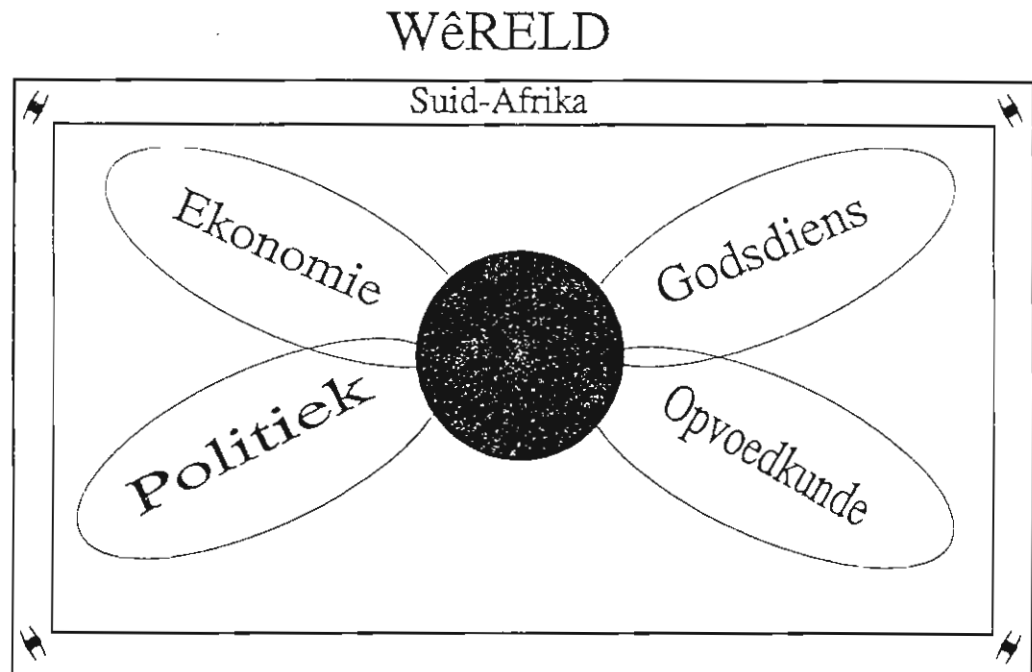 WêRELD
Suid-Afrika
Ekonomie
Godsdiens
Politiek
Opvoedkunde